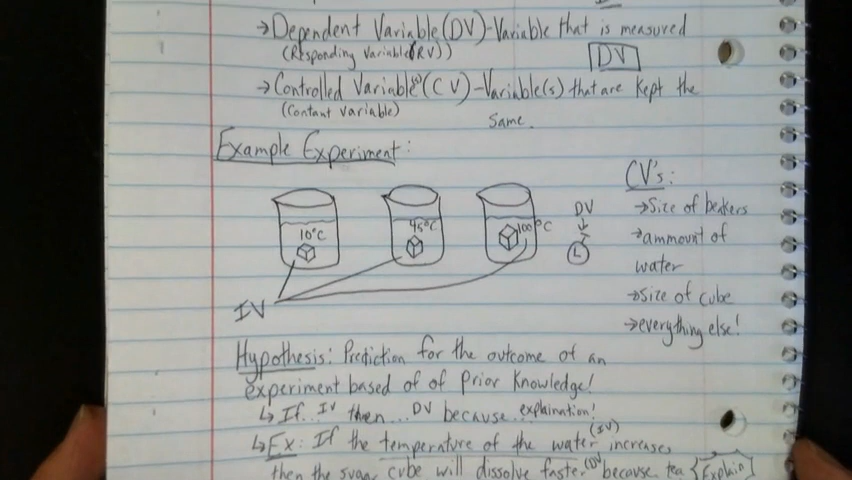 →Dependent Variable(DV)-Variable that is measured
(Responding Variable(RV))
DV
→Controlled Variable(s)(CV)-Variable(s) that are kept the
(Contant Variable)
same.
Example Experiment:
CV's:
→Size of beakers
→ammount of
water
→size of cube
→everything else!
10°C
45°C
100°C
DV
IV
Hypothesis: Prediction for the outcome of an
experiment based of of prior knowledge!
↳ If...IV then...DV because...explaination!
↳Ex: If the temperature of the water (IV) increases,
then the sugar cube will dissolve faster (DV) because tea {Explain